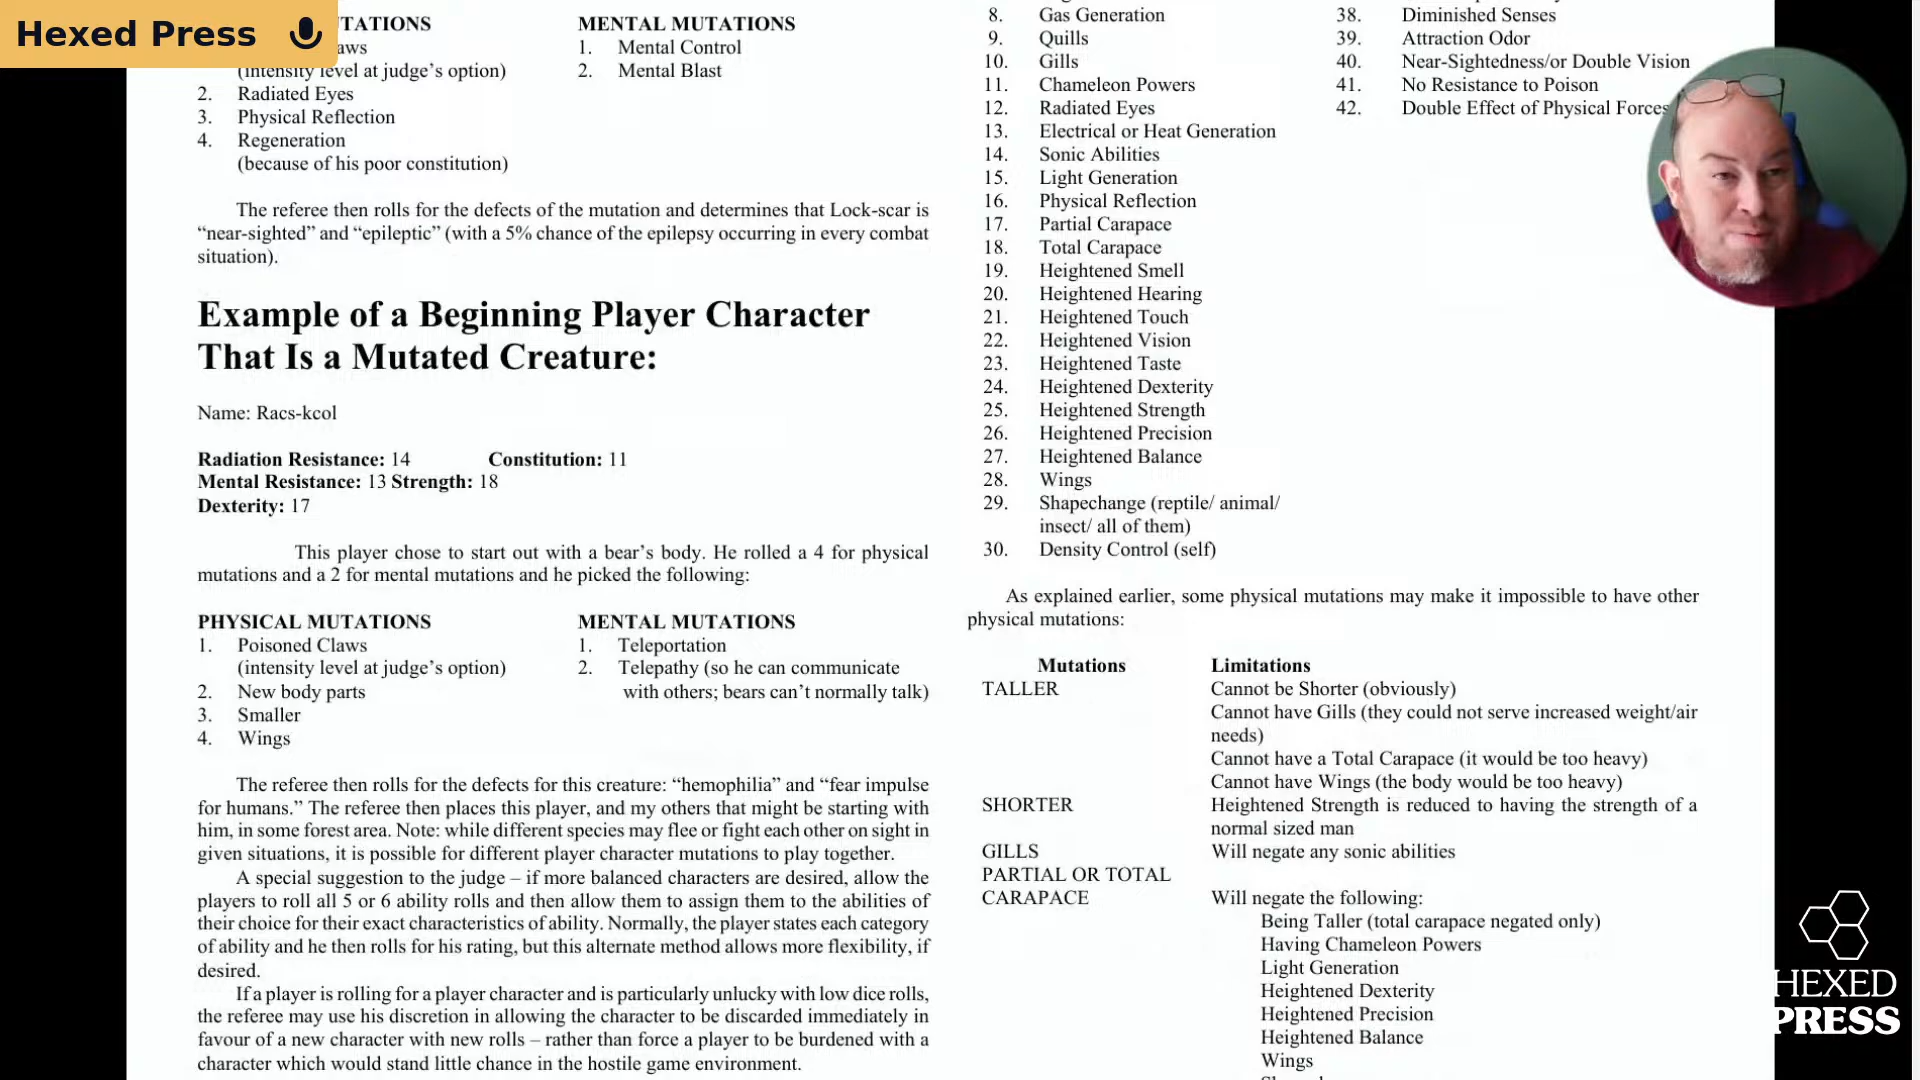 Hexed Press
TATIONS
MENTAL MUTATIONS
aws
(intensity level at judge's option)
1. Mental Control
2. Mental Blast
2. Radiated Eyes
3. Physical Reflection
4. Regeneration
(because of his poor constitution)
The referee then rolls for the defects of the mutation and determines that Lock-scar is
“near-sighted” and “epileptic” (with a 5% chance of the epilepsy occurring in every combat
situation).
Example of a Beginning Player Character
That Is a Mutated Creature:
Name: Racs-kcol
Radiation Resistance: 14 Constitution: 11
Mental Resistance: 13 Strength: 18
Dexterity: 17
This player chose to start out with a bear’s body. He rolled a 4 for physical
mutations and a 2 for mental mutations and he picked the following:
PHYSICAL MUTATIONS
1. Poisoned Claws
(intensity level at judge’s option)
2. New body parts
3. Smaller
4. Wings
MENTAL MUTATIONS
1. Teleportation
2. Telepathy (so he can communicate
with others; bears can’t normally talk)
The referee then rolls for the defects for this creature: “hemophilia” and “fear impulse
for humans.” The referee then places this player, and my others that might be starting with
him, in some forest area. Note: while different species may flee or fight each other on sight in
given situations, it is possible for different player character mutations to play together.
A special suggestion to the judge – if more balanced characters are desired, allow the
players to roll all 5 or 6 ability rolls and then allow them to assign them to the abilities of
their choice for their exact characteristics of ability. Normally, the player states each category
of ability and he then rolls for his rating, but this alternate method allows more flexibility, if
desired.
If a player is rolling for a player character and is particularly unlucky with low dice rolls,
the referee may use his discretion in allowing the character to be discarded immediately in
favour of a new character with new rolls – rather than force a player to be burdened with a
character which would stand little chance in the hostile game environment.
8. Gas Generation
9. Quills
10. Gills
11. Chameleon Powers
12. Radiated Eyes
13. Electrical or Heat Generation
14. Sonic Abilities
15. Light Generation
16. Physical Reflection
17. Partial Carapace
18. Total Carapace
19. Heightened Smell
20. Heightened Hearing
21. Heightened Touch
22. Heightened Vision
23. Heightened Taste
24. Heightened Dexterity
25. Heightened Strength
26. Heightened Precision
27. Heightened Balance
28. Wings
29. Shapechange (reptile/ animal/
insect/ all of them)
30. Density Control (self)
38. Diminished Senses
39. Attraction Odor
40. Near-Sightedness/or Double Vision
41. No Resistance to Poison
42. Double Effect of Physical Forces
As explained earlier, some physical mutations may make it impossible to have other
physical mutations:
Mutations Limitations
TALLER Cannot be Shorter (obviously)
Cannot have Gills (they could not serve increased weight/air
needs)
Cannot have a Total Carapace (it would be too heavy)
Cannot have Wings (the body would be too heavy)
SHORTER Heightened Strength is reduced to having the strength of a
normal sized man
GILLS Will negate any sonic abilities
PARTIAL OR TOTAL
CARAPACE Will negate the following:
Being Taller (total carapace negated only)
Having Chameleon Powers
Light Generation
Heightened Dexterity
Heightened Precision
Heightened Balance
Wings
HEXED
PRESS